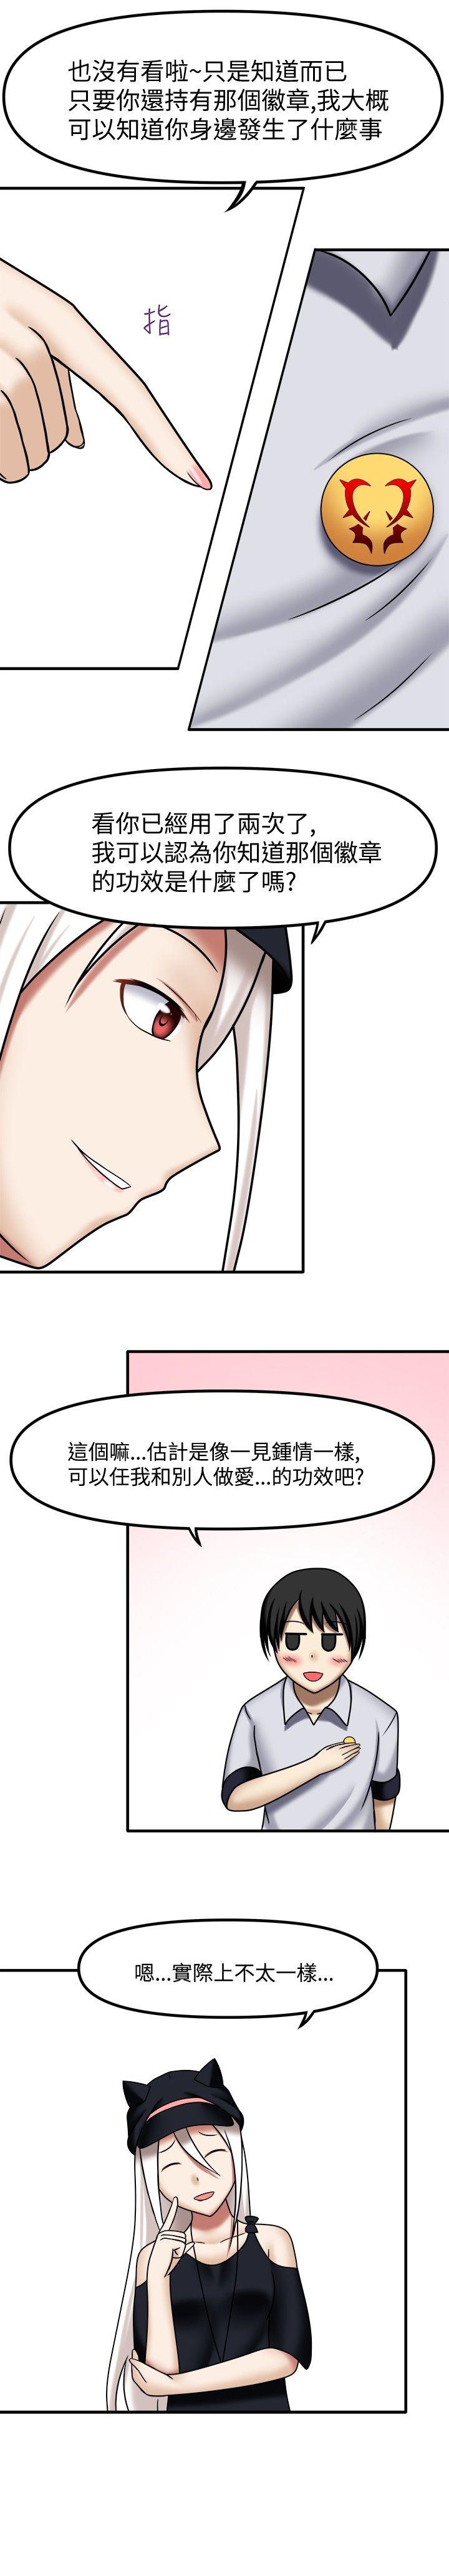 也沒有看啦~只是知道而已
只要你還持有那個徽章,我大概
可以知道你身邊發生了什麼事
指
看你已經用了兩次了,
我可以認為你知道那個徽章
的功效是什麼了嗎?
這個嘛...估計是像一見鍾情一樣,
可以任我和別人做愛...的功效吧?
嗯...實際上不太一樣...